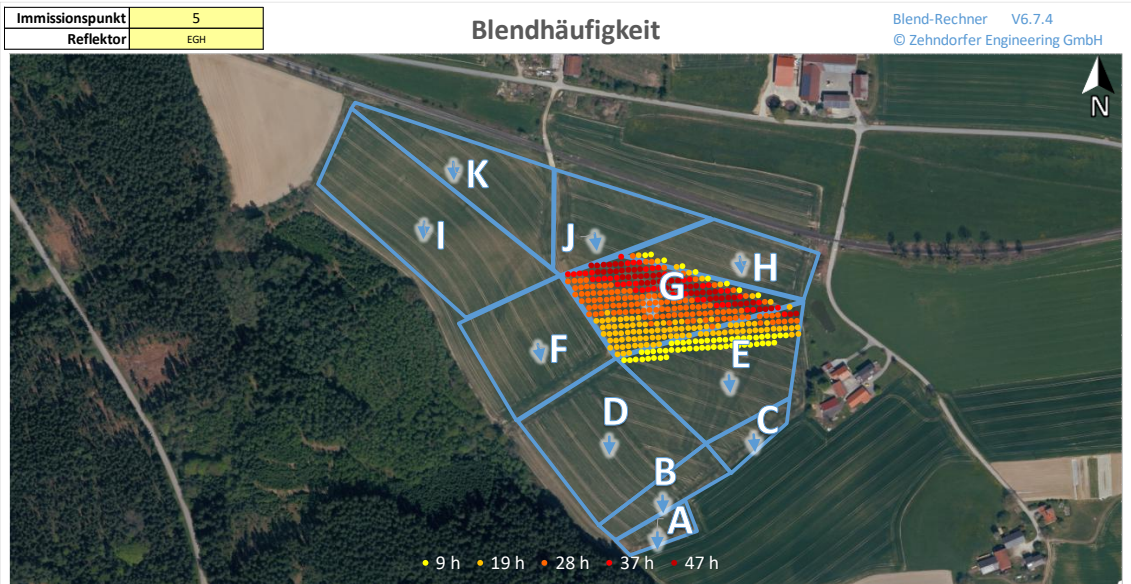 Immissionspunkt 5
Reflektor EGH
Blendhäufigkeit
Blend-Rechner V6.7.4
© Zehndorfer Engineering GmbH
N
K
I
J
H
G
F
E
D
C
B
A
9 h 19 h 28 h 37 h 47 h